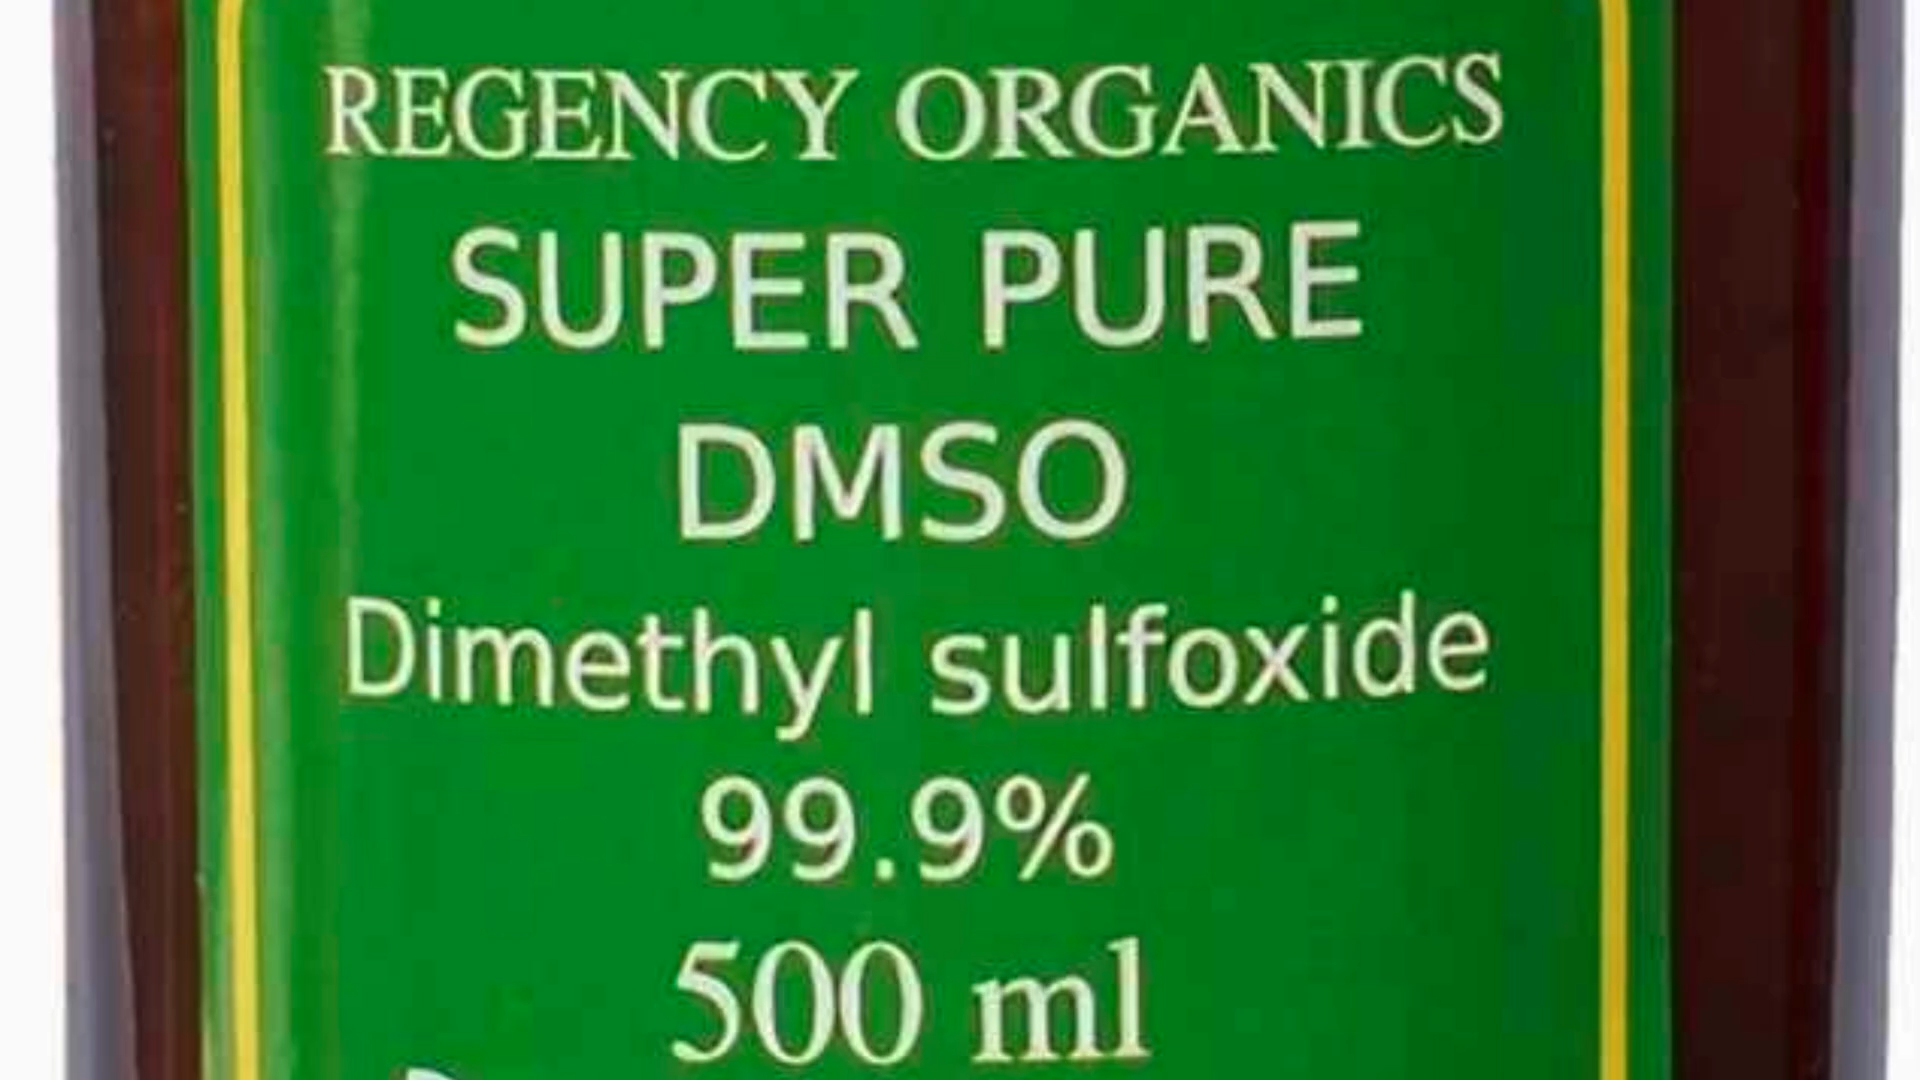 REGENCY ORGANICS
SUPER PURE
DMSO
Dimethyl sulfoxide
99.9%
500 ml